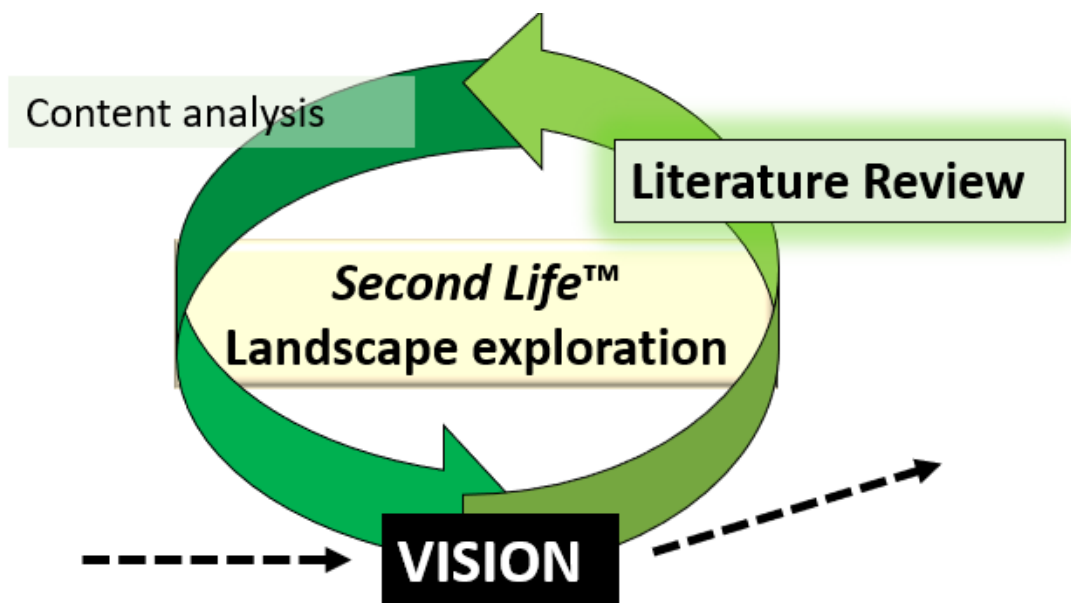 Content analysis
Literature Review
Second Life™
Landscape exploration
VISION